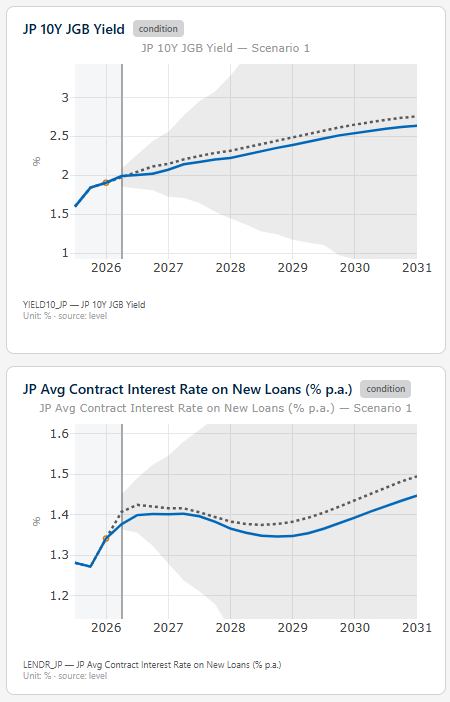 JP 10Y JGB Yield condition
JP 10Y JGB Yield — Scenario 1
3
2.5
%
2
1.5
1
2026 2027 2028 2029 2030 2031
YIELD10_JP — JP 10Y JGB Yield
Unit: % · source: level
JP Avg Contract Interest Rate on New Loans (% p.a.) condition
JP Avg Contract Interest Rate on New Loans (% p.a.) — Scenario 1
1.6
1.5
%
1.4
1.3
1.2
2026 2027 2028 2029 2030 2031
LENDR_JP — JP Avg Contract Interest Rate on New Loans (% p.a.)
Unit: % · source: level